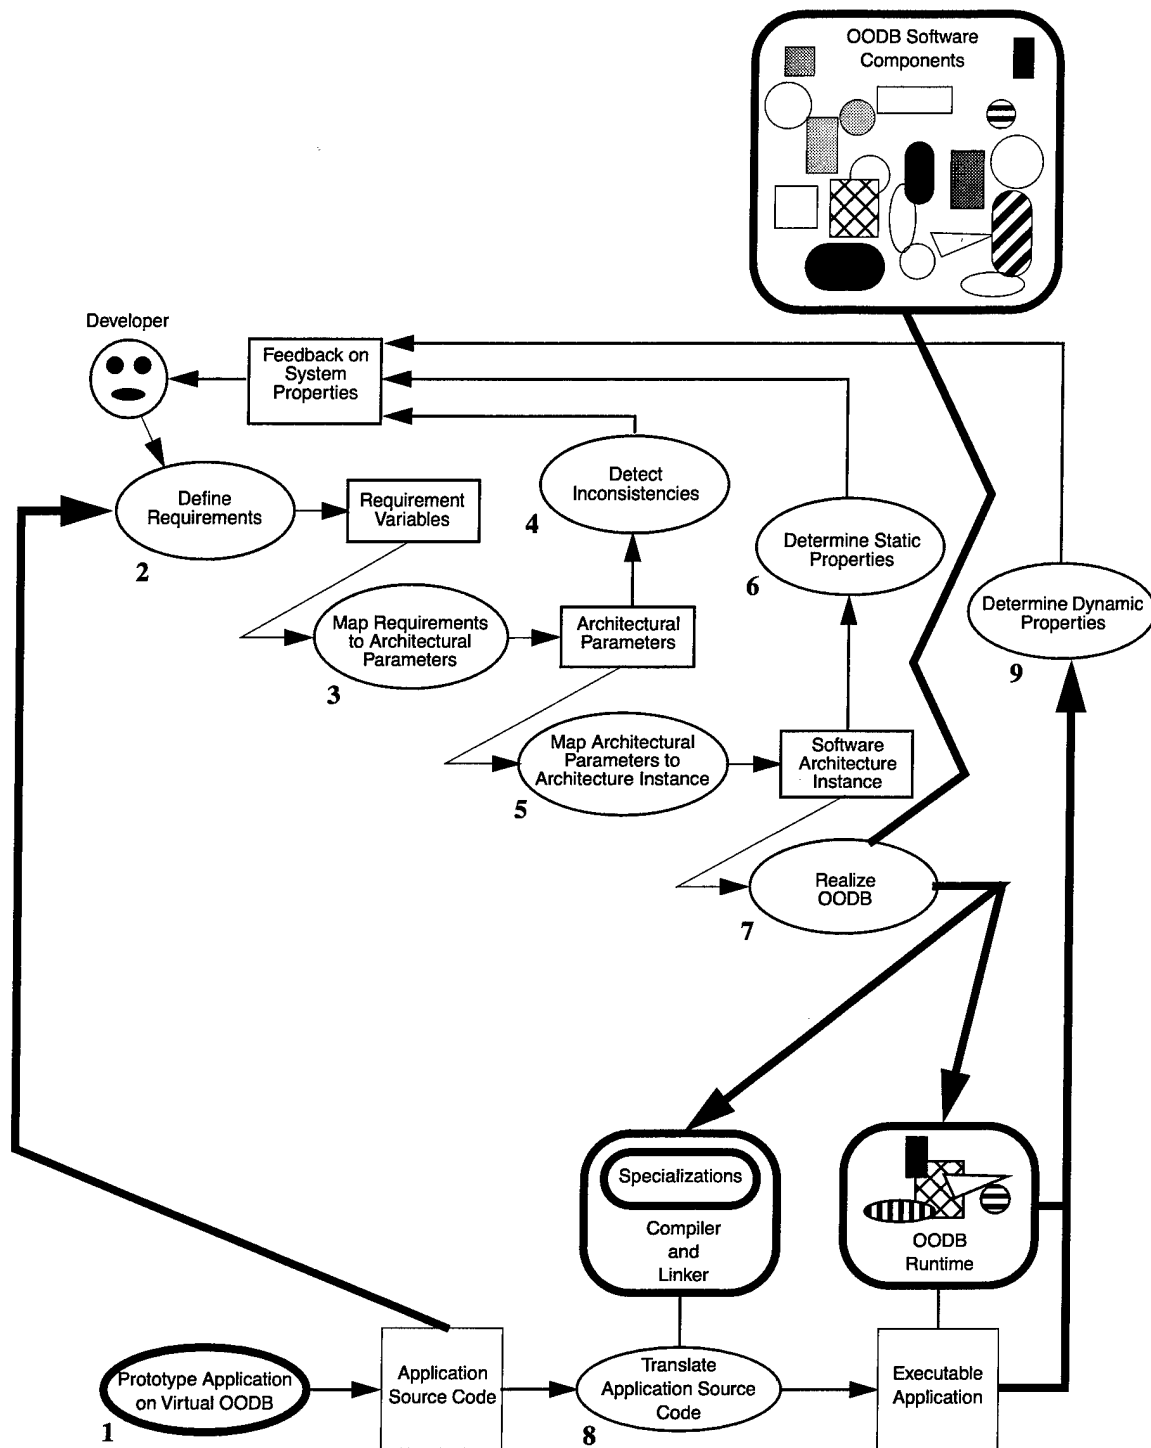 OODB Software
Components
Developer
Feedback on
System
Properties
Define
Requirements
2
Requirement
Variables
Detect
Inconsistencies
4
Determine Static
Properties
6
Determine Dynamic
Properties
9
Map Requirements
to Architectural
Parameters
3
Architectural
Parameters
Map Architectural
Parameters to
Architecture Instance
5
Software
Architecture
Instance
Realize
OODB
7
Specializations
Compiler
and
Linker
OODB
Runtime
Prototype Application
on Virtual OODB
1
Application
Source Code
Translate
Application Source
Code
8
Executable
Application